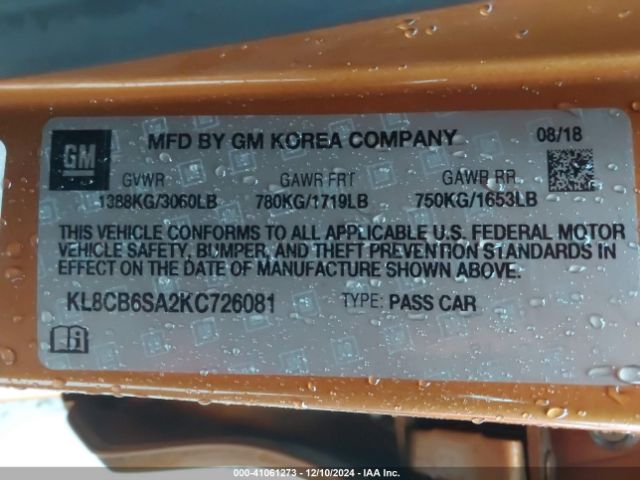 GM
MFD BY GM KOREA COMPANY 08/18
GVWR GAWR FRT GAWR RR
1388KG/3060LB 780KG/1719LB 750KG/1653LB
THIS VEHICLE CONFORMS TO ALL APPLICABLE U.S. FEDERAL MOTOR
VEHICLE SAFETY, BUMPER, AND THEFT PREVENTION STANDARDS IN
EFFECT ON THE DATE OF MANUFACTURE SHOWN ABOVE.
KL8CB6SA2KC726081 TYPE: PASS CAR
000-41061273 - 12/10/2024 - IAA Inc.